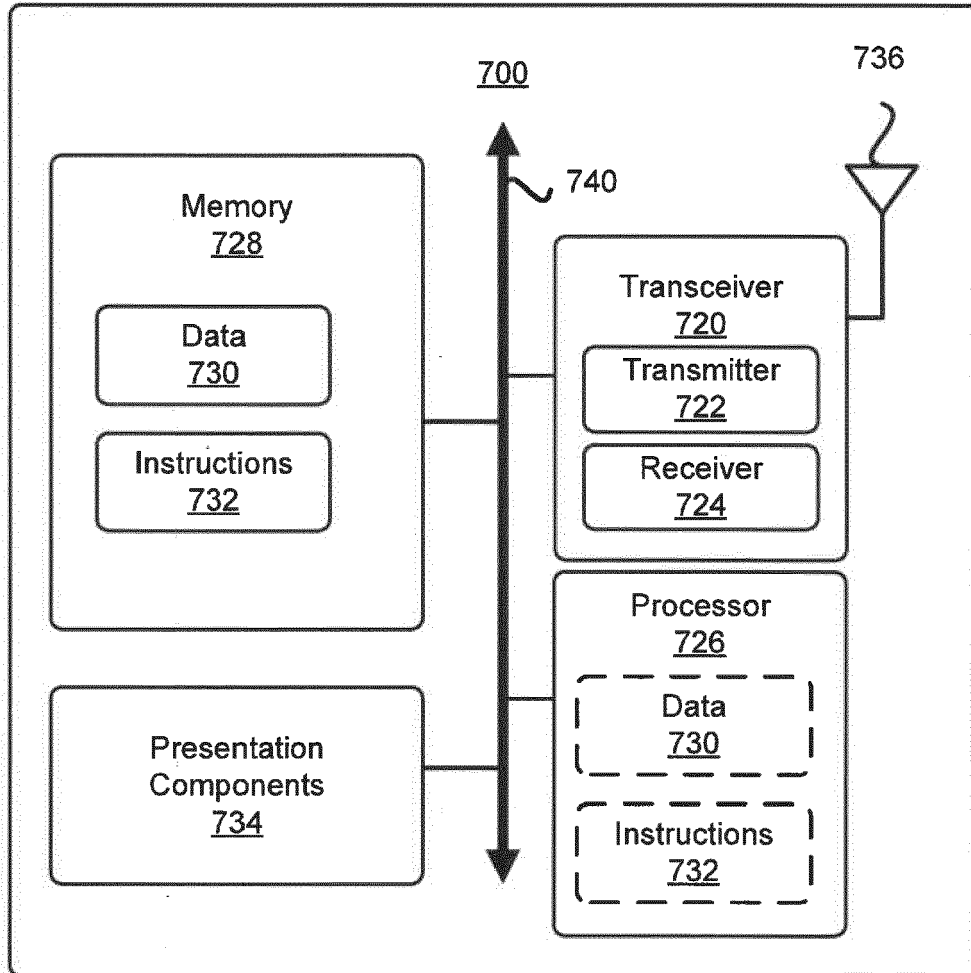 700
736
740
Memory
728
Data
730
Instructions
732
Transceiver
720
Transmitter
722
Receiver
724
Processor
726
Data
730
Instructions
732
Presentation
Components
734